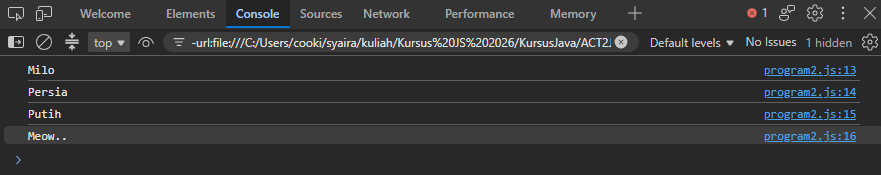 Welcome Elements Console Sources Network Performance Memory 1
top -url:file:///C:/Users/cooki/syaira/kuliah/Kursus%20JS%202026/KursusJava/ACT2J Default levels No Issues 1 hidden
Milo program2.js:13
Persia program2.js:14
Putih program2.js:15
Meow.. program2.js:16